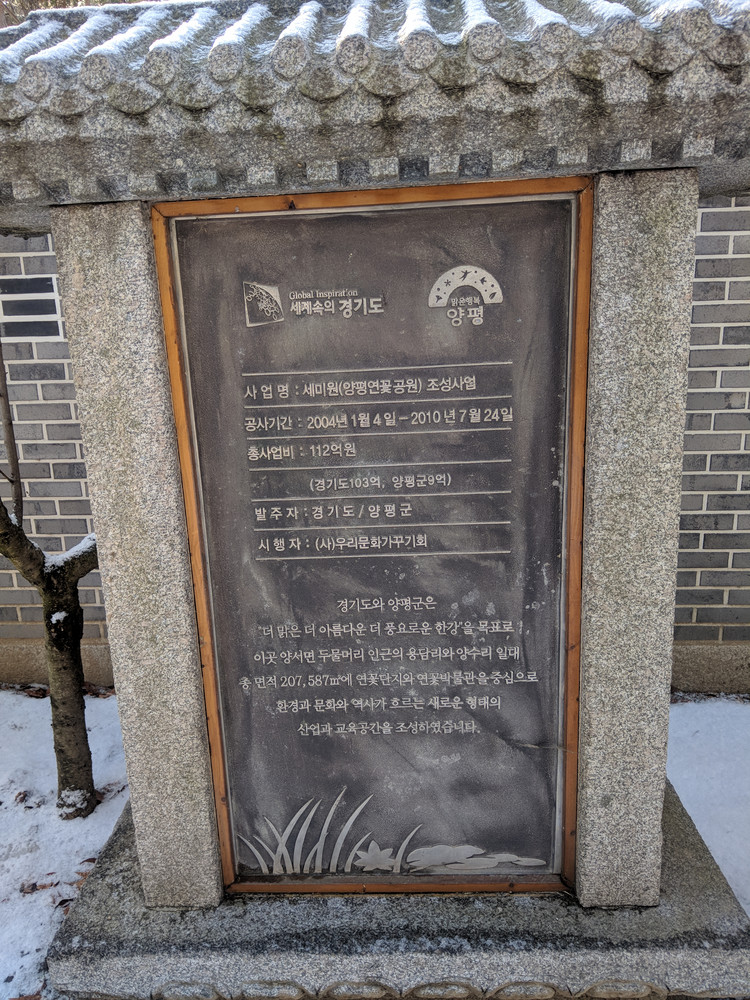 Global Inspiration
세계속의 경기도
맑은행복
양평
사 업 명 : 세미원(양평연꽃공원) 조성사업
공사기간 : 2004년 1월 4일 – 2010 년 7월 24일
총사업비 : 112억원
(경기도103억, 양평군9억)
발 주 자 : 경기도 / 양평군
시 행 자 : (사)우리문화가꾸기회
경기도와 양평군은
'더 맑은 더 아름다운 더 풍요로운 한강'을 목표로
이곳 양서면 두물머리 인근의 용담리와 양수리 일대
총 면적 207,587㎡에 연꽃단지와 연꽃박물관을 중심으로
환경과 문화와 역사가 흐르는 새로운 형태의
산업과 교육공간을 조성하였습니다.